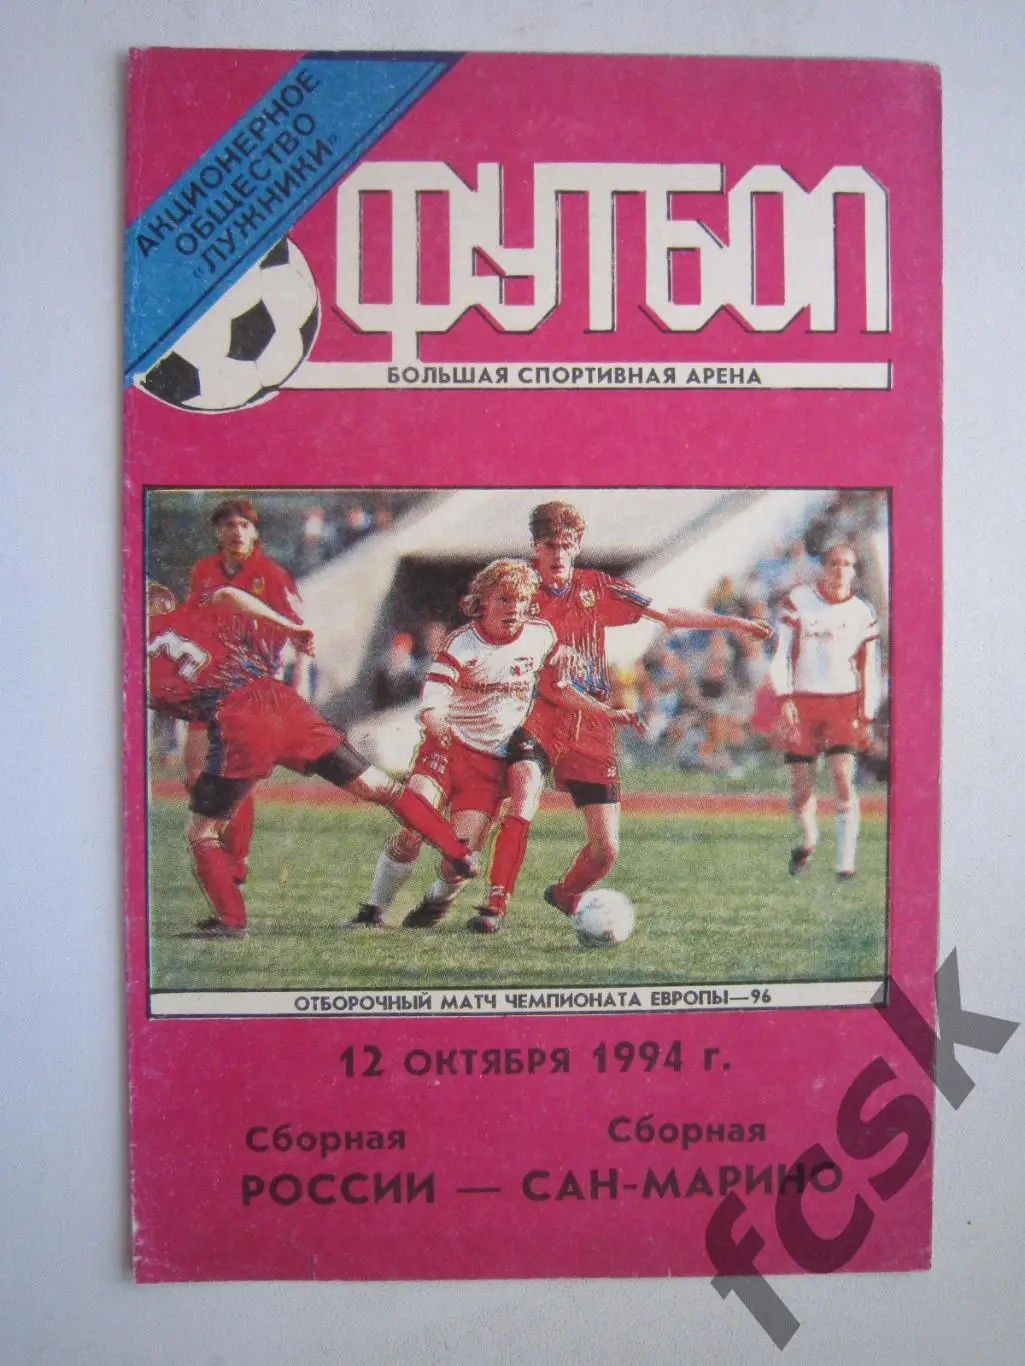 АКЦИОНЕРНОЕ
ОБЩЕСТВО
«ЛУЖНИКИ»
ФУТБОЛ
БОЛЬШАЯ СПОРТИВНАЯ АРЕНА
3
ОТБОРОЧНЫЙ МАТЧ ЧЕМПИОНАТА ЕВРОПЫ—96
12 ОКТЯБРЯ 1994 г.
Сборная Сборная
РОССИИ — САН-МАРИНО
fcsk